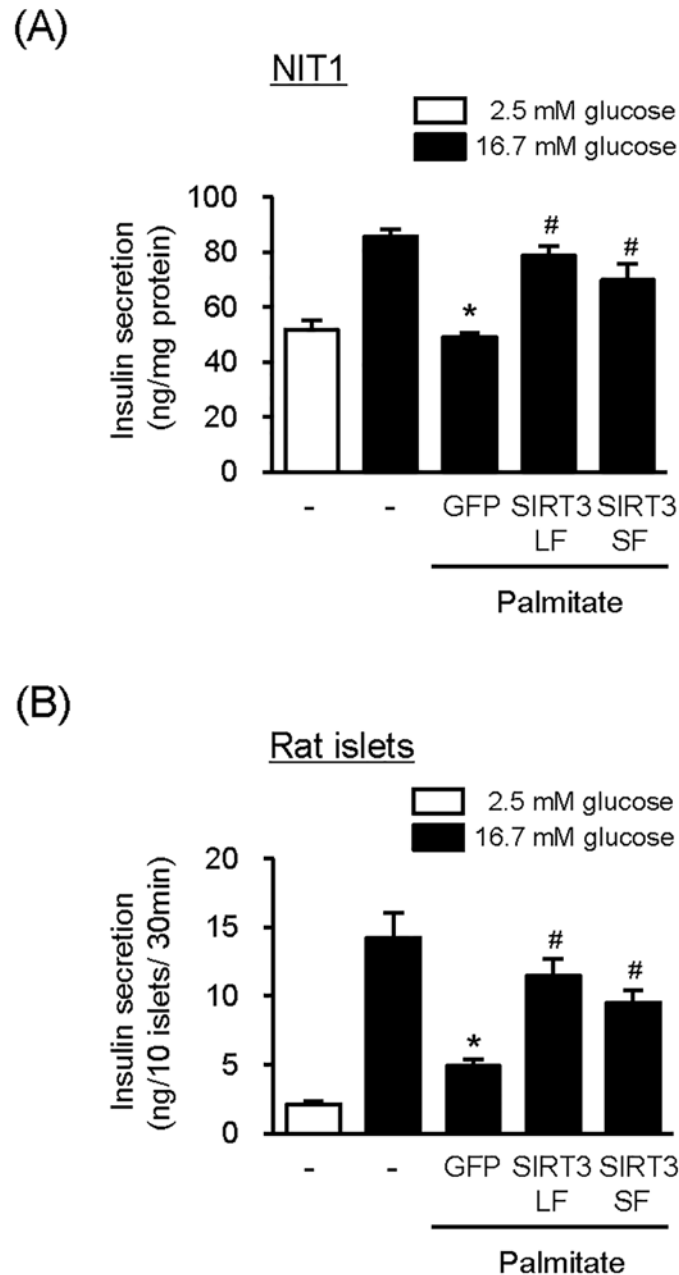 (A)
NIT1
2.5 mM glucose
16.7 mM glucose
Insulin secretion
(ng/mg protein)
100
80
60
40
20
0
*
#
#
- - GFP SIRT3 SIRT3
LF SF
Palmitate
(B)
Rat islets
2.5 mM glucose
16.7 mM glucose
Insulin secretion
(ng/10 islets/ 30min)
20
15
10
5
0
*
#
#
- - GFP SIRT3 SIRT3
LF SF
Palmitate